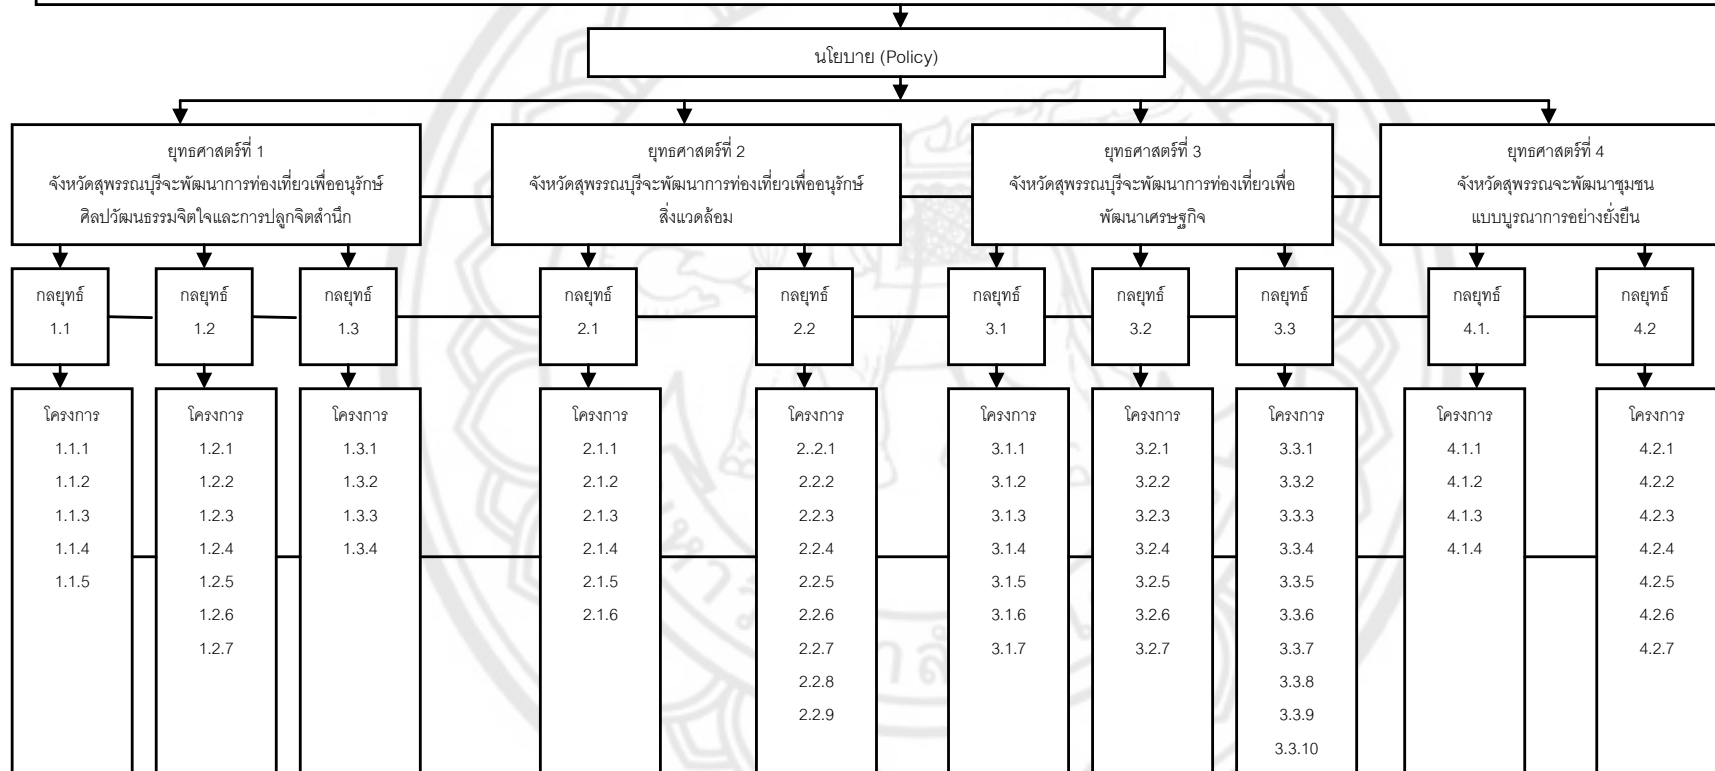 นโยบาย (Policy)
ยุทธศาสตร์ที่ 1
จังหวัดสุพรรณบุรีจะพัฒนาการท่องเที่ยวเพื่ออนุรักษ์
ศิลปวัฒนธรรมจิตใจและการปลูกจิตสำนึก
ยุทธศาสตร์ที่ 2
จังหวัดสุพรรณบุรีจะพัฒนาการท่องเที่ยวเพื่ออนุรักษ์
สิ่งแวดล้อม
ยุทธศาสตร์ที่ 3
จังหวัดสุพรรณบุรีจะพัฒนาการท่องเที่ยวเพื่อ
พัฒนาเศรษฐกิจ
ยุทธศาสตร์ที่ 4
จังหวัดสุพรรณจะพัฒนาชุมชน
แบบบูรณาการอย่างยั่งยืน
กลยุทธ์
1.1
กลยุทธ์
1.2
กลยุทธ์
1.3
กลยุทธ์
2.1
กลยุทธ์
2.2
กลยุทธ์
3.1
กลยุทธ์
3.2
กลยุทธ์
3.3
กลยุทธ์
4.1.
กลยุทธ์
4.2
โครงการ
1.1.1
1.1.2
1.1.3
1.1.4
1.1.5
โครงการ
1.2.1
1.2.2
1.2.3
1.2.4
1.2.5
1.2.6
1.2.7
โครงการ
1.3.1
1.3.2
1.3.3
1.3.4
โครงการ
2.1.1
2.1.2
2.1.3
2.1.4
2.1.5
2.1.6
โครงการ
2..2.1
2.2.2
2.2.3
2.2.4
2.2.5
2.2.6
2.2.7
2.2.8
2.2.9
โครงการ
3.1.1
3.1.2
3.1.3
3.1.4
3.1.5
3.1.6
3.1.7
โครงการ
3.2.1
3.2.2
3.2.3
3.2.4
3.2.5
3.2.6
3.2.7
โครงการ
3.3.1
3.3.2
3.3.3
3.3.4
3.3.5
3.3.6
3.3.7
3.3.8
3.3.9
3.3.10
โครงการ
4.1.1
4.1.2
4.1.3
4.1.4
โครงการ
4.2.1
4.2.2
4.2.3
4.2.4
4.2.5
4.2.6
4.2.7